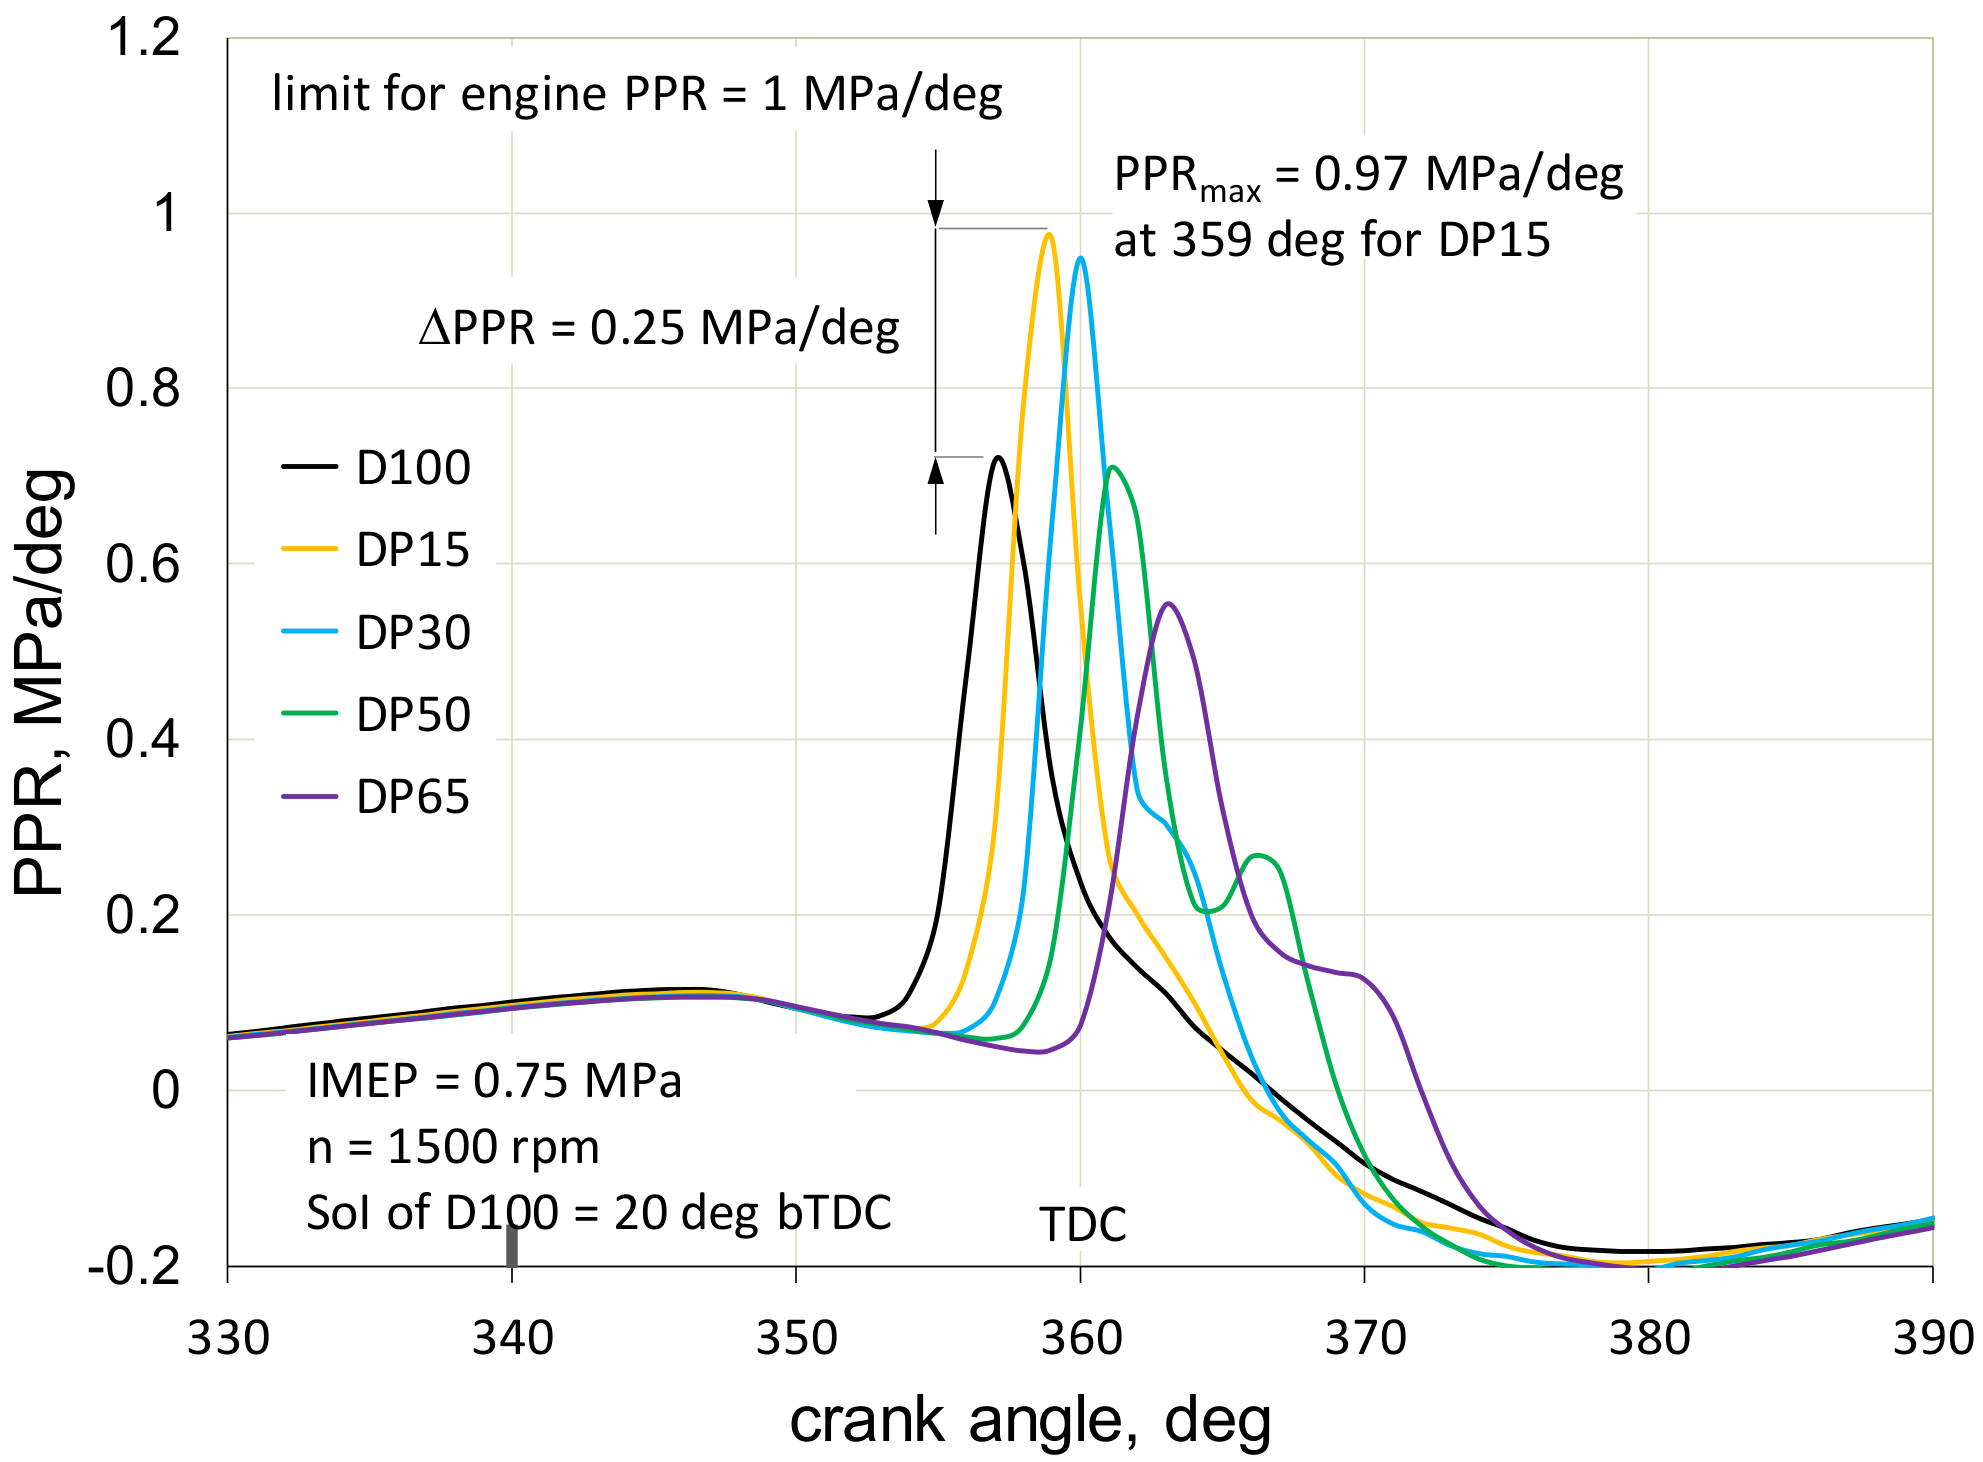 1.2
limit for engine PPR = 1 MPa/deg
PPRmax = 0.97 MPa/deg
at 359 deg for DP15
1
ΔPPR = 0.25 MPa/deg
0.8
D100
DP15
0.6
DP30
DP50
0.4
DP65
0.2
PPR, MPa/deg
0
IMEP = 0.75 MPa
n = 1500 rpm
SoI of D100 = 20 deg bTDC
TDC
-0.2
330 340 350 360 370 380 390
crank angle, deg